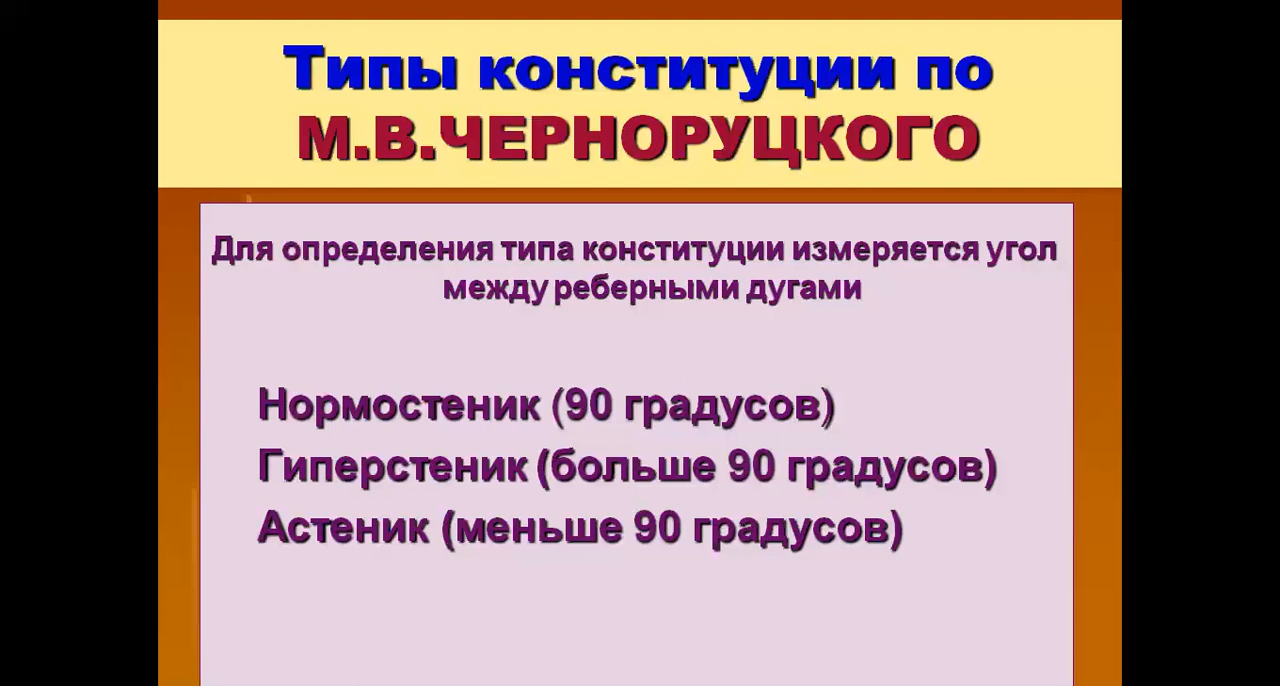 Типы конституции по
М.В.ЧЕРНОРУЦКОГО
Для определения типа конституции измеряется угол
между реберными дугами
Нормостеник (90 градусов)
Гиперстеник (больше 90 градусов)
Астеник (меньше 90 градусов)